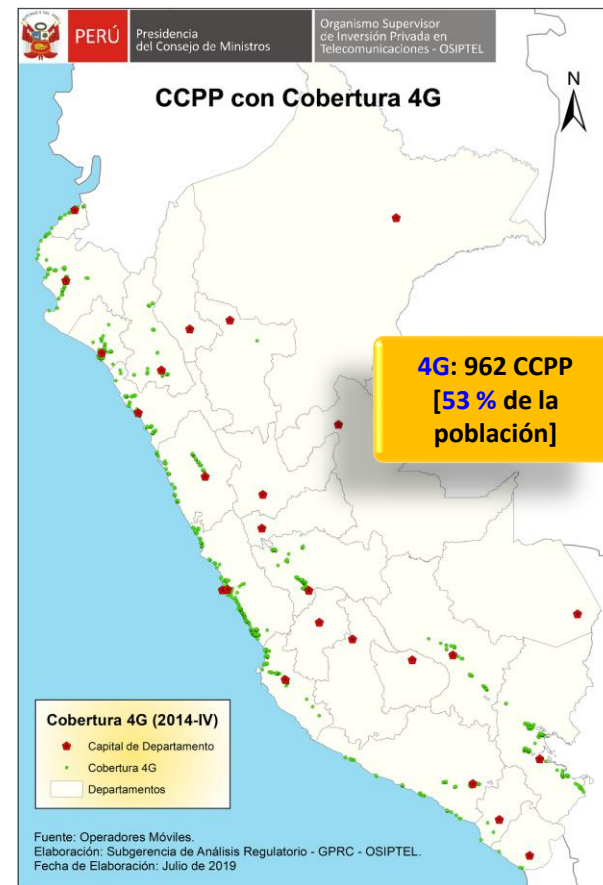 PERÚ
Presidencia
del Consejo de Ministros
Organismo Supervisor
de Inversión Privada en
Telecomunicaciones - OSIPTEL
CCPP con Cobertura 4G
N
4G: 962 CCPP
[53 % de la
población]
Cobertura 4G (2014-IV)
Capital de Departamento
Cobertura 4G
Departamentos
Fuente: Operadores Móviles.
Elaboración: Subgerencia de Análisis Regulatorio - GPRC - OSIPTEL.
Fecha de Elaboración: Julio de 2019